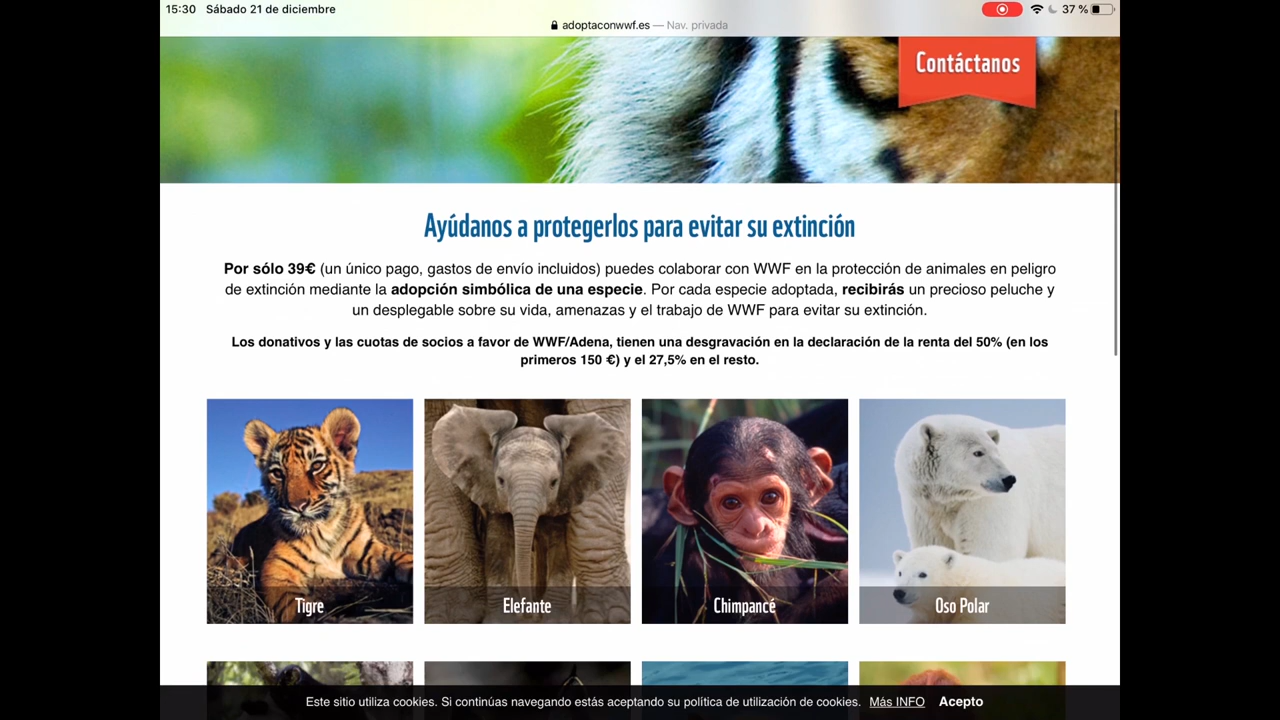 15:30 Sábado 21 de diciembre
37 %
adoptaconwwf.es — Nav. privada
Contáctanos
Ayúdanos a protegerlos para evitar su extinción
Por sólo 39€ (un único pago, gastos de envío incluidos) puedes colaborar con WWF en la protección de animales en peligro
de extinción mediante la adopción simbólica de una especie. Por cada especie adoptada, recibirás un precioso peluche y
un desplegable sobre su vida, amenazas y el trabajo de WWF para evitar su extinción.
Los donativos y las cuotas de socios a favor de WWF/Adena, tienen una desgravación en la declaración de la renta del 50% (en los
primeros 150 €) y el 27,5% en el resto.
Tigre
Elefante
Chimpancé
Oso Polar
Este sitio utiliza cookies. Si continúas navegando estás aceptando su política de utilización de cookies. Más INFO Acepto